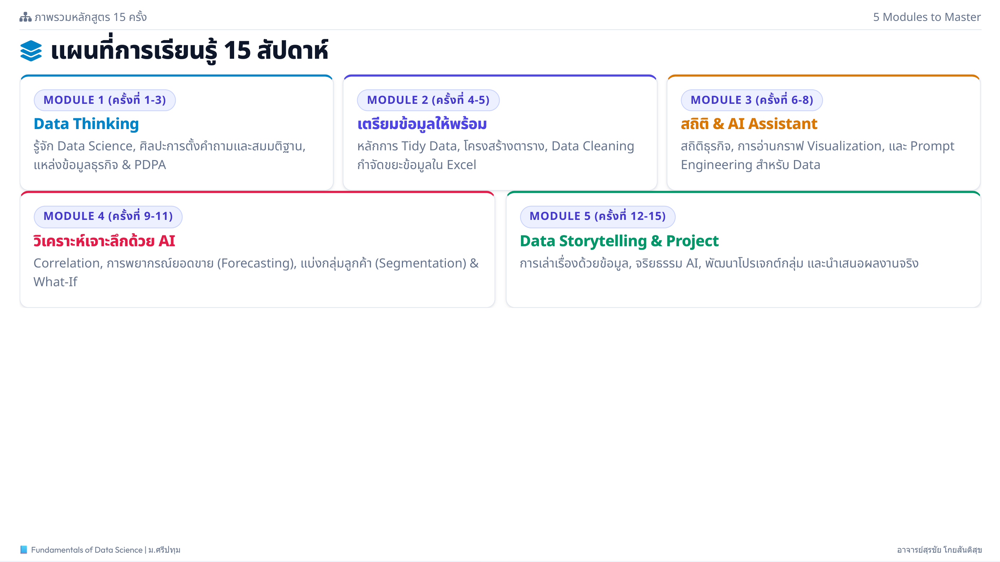 ภาพรวมหลักสูตร 15 ครั้ง
5 Modules to Master
แผนที่การเรียนรู้ 15 สัปดาห์
MODULE 1 (ครั้งที่ 1-3)
Data Thinking
รู้จัก Data Science, ศิลปะการตั้งคำถามและสมมติฐาน,
แหล่งข้อมูลธุรกิจ & PDPA
MODULE 2 (ครั้งที่ 4-5)
เตรียมข้อมูลให้พร้อม
หลักการ Tidy Data, โครงสร้างตาราง, Data Cleaning
กำจัดขยะข้อมูลใน Excel
MODULE 3 (ครั้งที่ 6-8)
สถิติ & AI Assistant
สถิติธุรกิจ, การอ่านกราฟ Visualization, และ Prompt
Engineering สำหรับ Data
MODULE 4 (ครั้งที่ 9-11)
วิเคราะห์เจาะลึกด้วย AI
Correlation, การพยากรณ์ยอดขาย (Forecasting), แบ่งกลุ่มลูกค้า (Segmentation) &
What-If
MODULE 5 (ครั้งที่ 12-15)
Data Storytelling & Project
การเล่าเรื่องด้วยข้อมูล, จริยธรรม AI, พัฒนาโปรเจกต์กลุ่ม และนำเสนอผลงานจริง
Fundamentals of Data Science | ม.ศรีปทุม
อาจารย์สุรชัย โกยสันติสุข